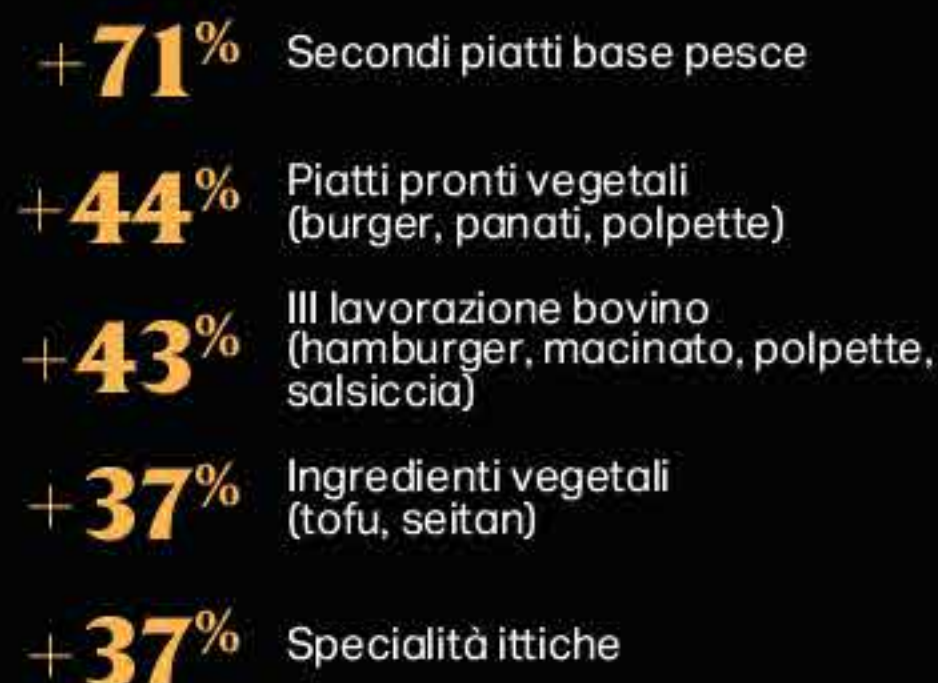 +71% Secondi piatti base pesce
+44% Piatti pronti vegetali
(burger, panati, polpette)
+43% III lavorazione bovino
(hamburger, macinato, polpette,
salsiccia)
+37% Ingredienti vegetali
(tofu, seitan)
+37% Specialità ittiche